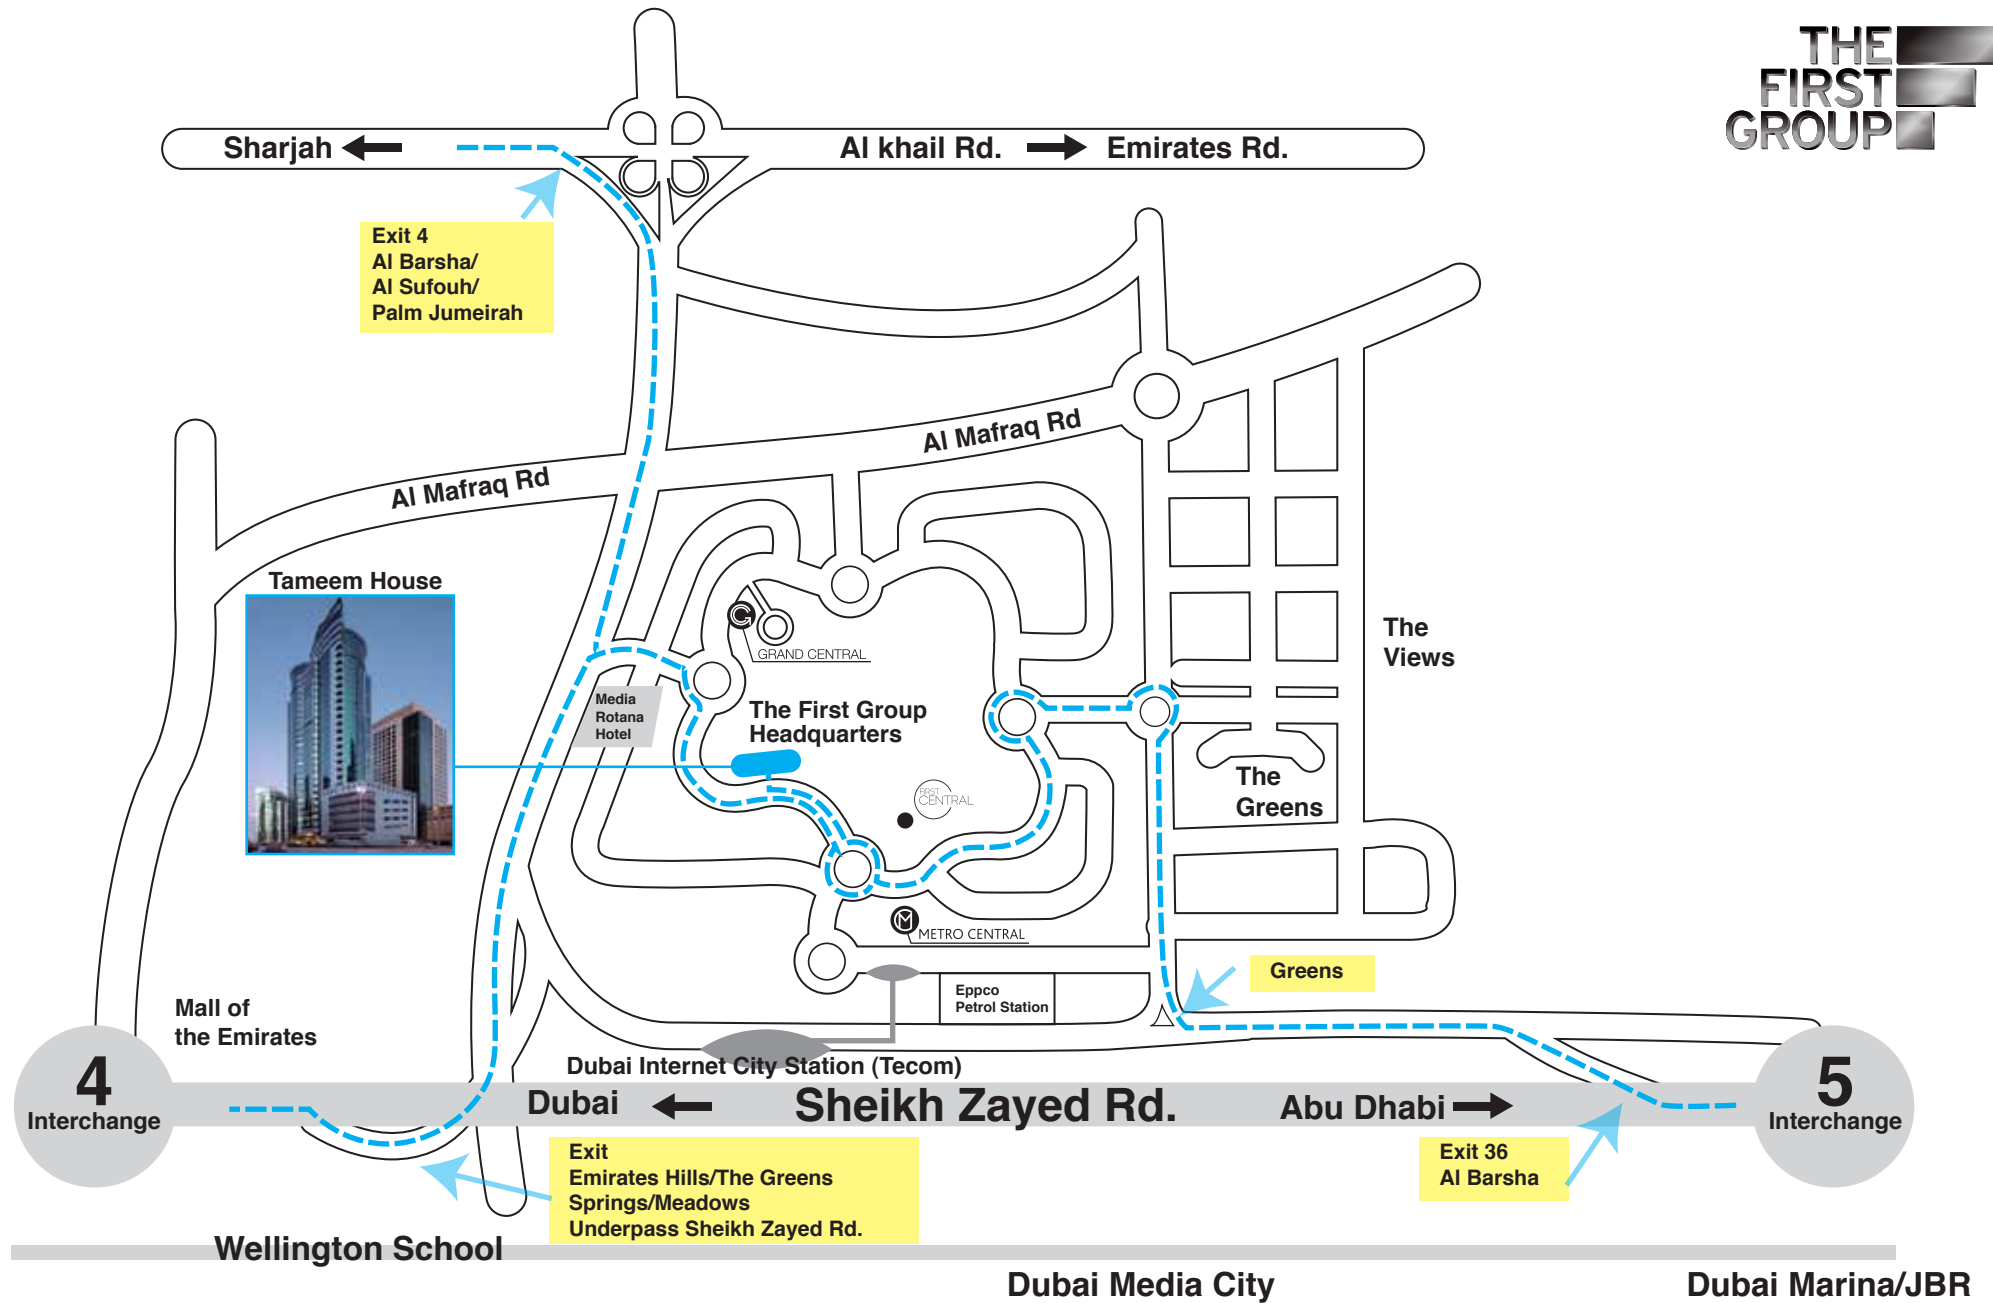 THE
FIRST
GROUP
Sharjah
Al khail Rd.
Emirates Rd.
Exit 4
Al Barsha/
Al Sufouh/
Palm Jumeirah
Al Mafraq Rd
Al Mafraq Rd
Tameem House
GRAND CENTRAL
The
Views
Media
Rotana
Hotel
The First Group
Headquarters
FIRST
CENTRAL
The
Greens
M
METRO CENTRAL
Greens
Eppco
Petrol Station
Mall of
the Emirates
4
Interchange
Dubai Internet City Station (Tecom)
Dubai
Sheikh Zayed Rd.
Abu Dhabi
5
Interchange
Exit
Emirates Hills/The Greens
Springs/Meadows
Underpass Sheikh Zayed Rd.
Exit 36
Al Barsha
Wellington School
Dubai Media City
Dubai Marina/JBR